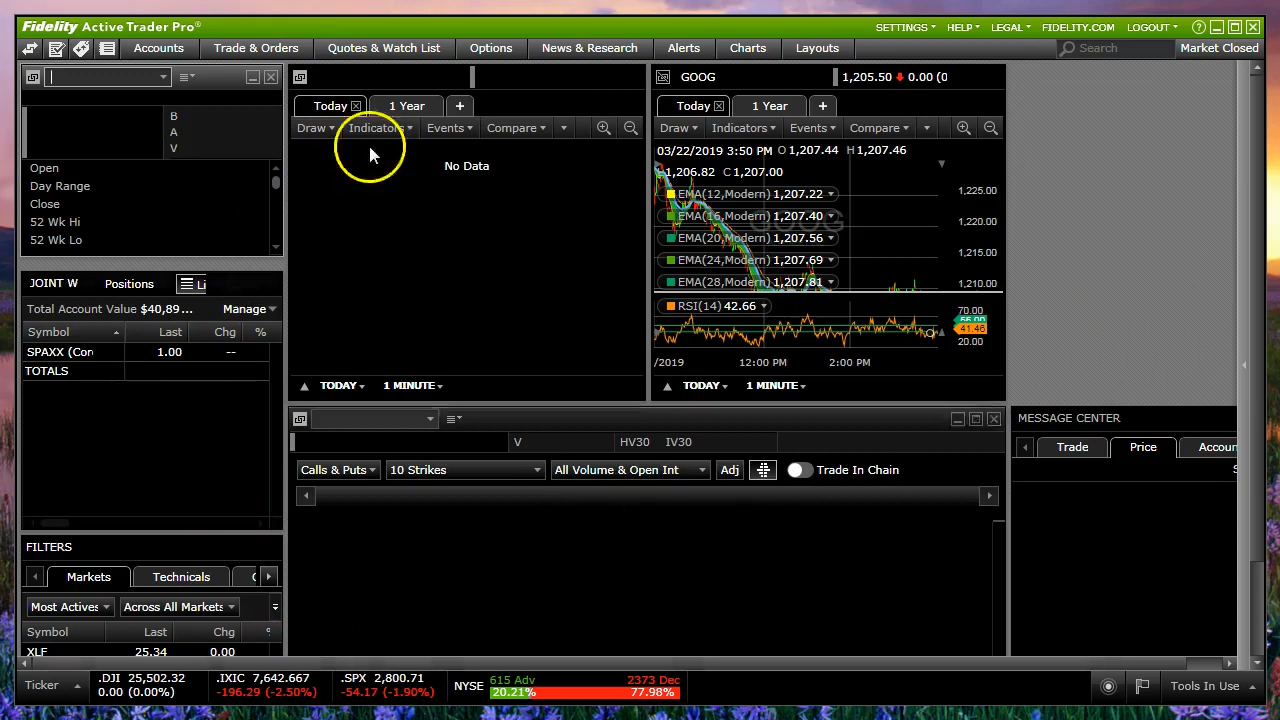 Fidelity Active Trader Pro®
SETTINGS HELP LEGAL FIDELITY.COM LOGOUT ?
Accounts Trade & Orders Quotes & Watch List Options News & Research Alerts Charts Layouts Search Market Closed
GOOG 1,205.50 0.00 (0
Today 1 Year + Today 1 Year +
B
A
V
Draw Indicators Events Compare Draw Indicators Events Compare
No Data
03/22/2019 3:50 PM O 1,207.44 H 1,207.46
L 1,206.82 C 1,207.00
EMA(12,Modern) 1,207.22
EMA(16,Modern) 1,207.40
EMA(20,Modern) 1,207.56
EMA(24,Modern) 1,207.69
EMA(28,Modern) 1,207.81
GOOG
1,225.00
1,220.00
1,215.00
1,210.00
RSI(14) 42.66
70.00
41.46
20.00
/2019 12:00 PM 2:00 PM
TODAY 1 MINUTE TODAY 1 MINUTE
Open
Day Range
Close
52 Wk Hi
52 Wk Lo
JOINT W Positions Li
Total Account Value $40,89... Manage
Symbol Last Chg %
SPAXX (Cor 1.00 --
TOTALS
V HV30 IV30
Calls & Puts 10 Strikes All Volume & Open Int Adj Trade In Chain
MESSAGE CENTER
Trade Price Accoun
FILTERS
Markets Technicals
Most Actives Across All Markets
Symbol Last Chg
XLF 25.34 0.00
Ticker .DJI 25,502.32 .IXIC 7,642.667 .SPX 2,800.71 NYSE 615 Adv 2373 Dec
0.00 (0.00%) -196.29 (-2.50%) -54.17 (-1.90%) 20.21% 77.98%
Tools In Use